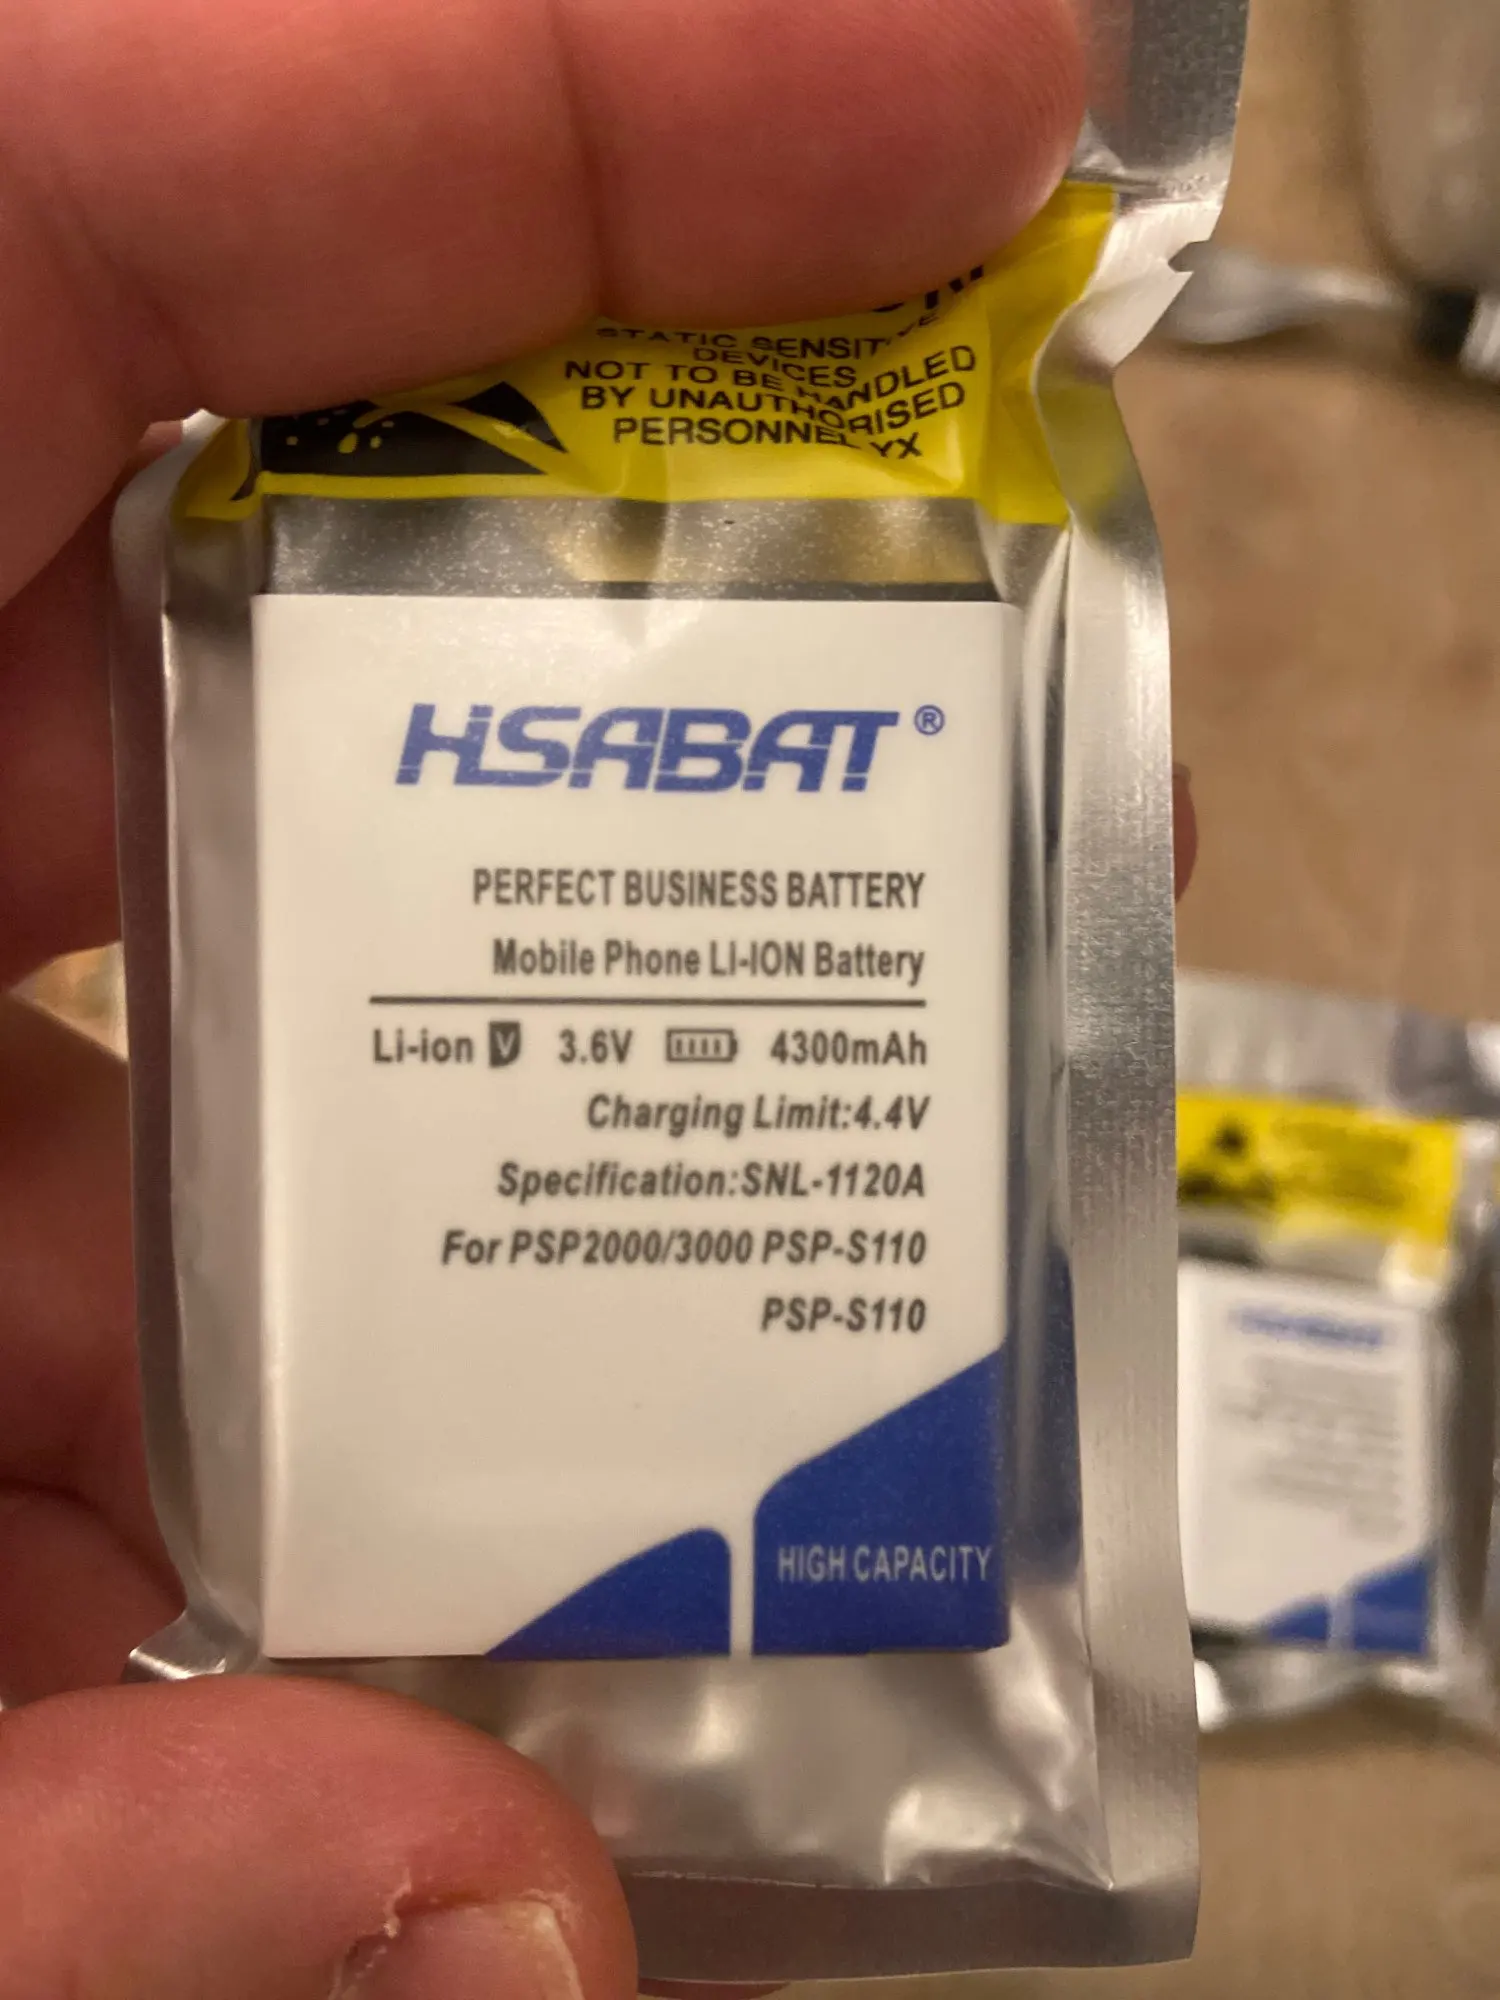 STATIC SENSITIVE
DEVICES
NOT TO BE HANDLED
BY UNAUTHORISED
PERSONNEL YX
HSABAT®
PERFECT BUSINESS BATTERY
Mobile Phone LI-ION Battery
Li-ion V 3.6V 4300mAh
Charging Limit:4.4V
Specification:SNL-1120A
For PSP2000/3000 PSP-S110
PSP-S110
HIGH CAPACITY